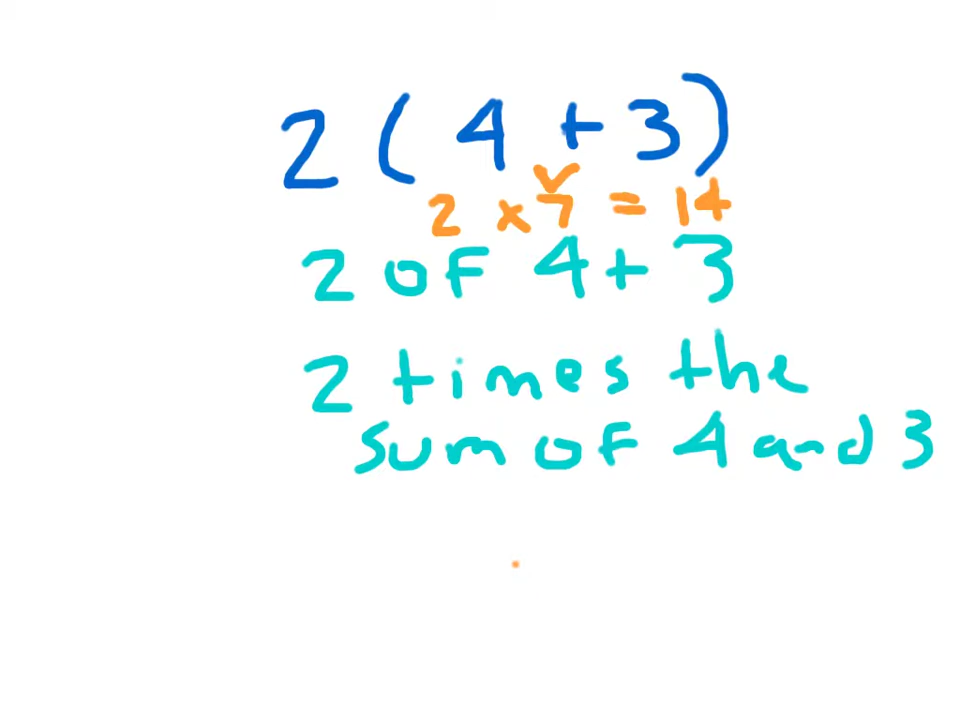 2(4+3)
2 x 7 = 14
2 of 4+3
2 times the
sum of 4 and 3